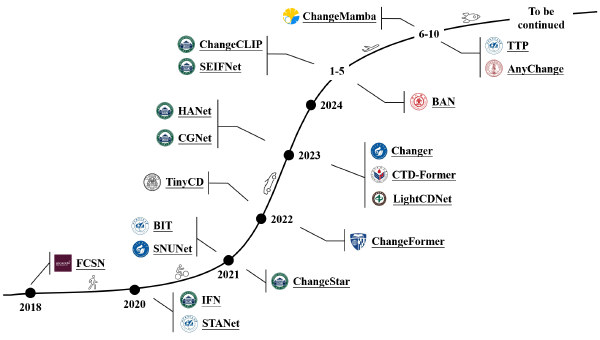 To be
continued
ChangeMamba
6-10
TTP
AnyChange
ChangeCLIP
SEIFNet
1-5
BAN
2024
HANet
CGNet
2023
Changer
CTD-Former
LightCDNet
TinyCD
2022
ChangeFormer
BIT
SNUNet
2021
ChangeStar
FCSN
2018
2020
IFN
STANet